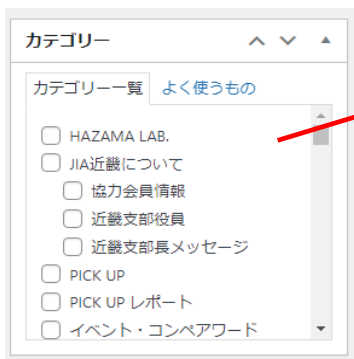 カテゴリー
カテゴリー一覧 よく使うもの
HAZAMA LAB.
JIA近畿について
協力会員情報
近畿支部役員
近畿支部長メッセージ
PICK UP
PICK UP レポート
イベント・コンペアワード